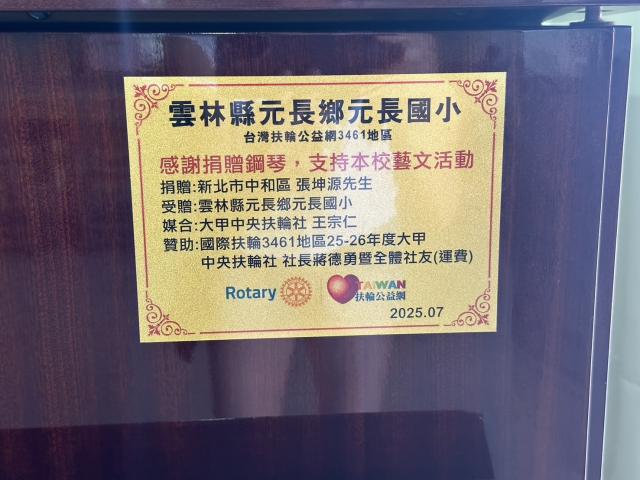 雲林縣元長鄉元長國小
台灣扶輪公益網3461地區
感謝捐贈鋼琴，支持本校藝文活動
捐贈:新北市中和區 張坤源先生
受贈:雲林縣元長鄉元長國小
媒合:大甲中央扶輪社 王宗仁
贊助:國際扶輪3461地區25-26年度大甲
中央扶輪社 社長蔣德勇暨全體社友(運費)
Rotary
TAIWAN
扶輪公益網
2025.07